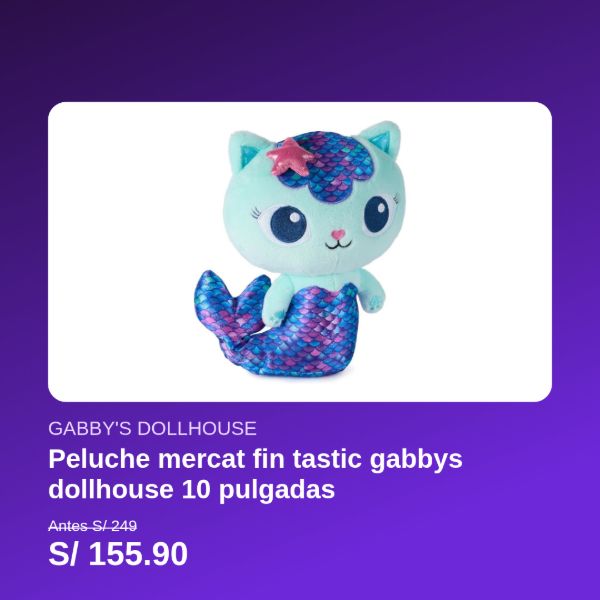 GABBY'S DOLLHOUSE
Peluche mercat fin tastic gabbys
dollhouse 10 pulgadas
Antes S/ 249
S/ 155.90